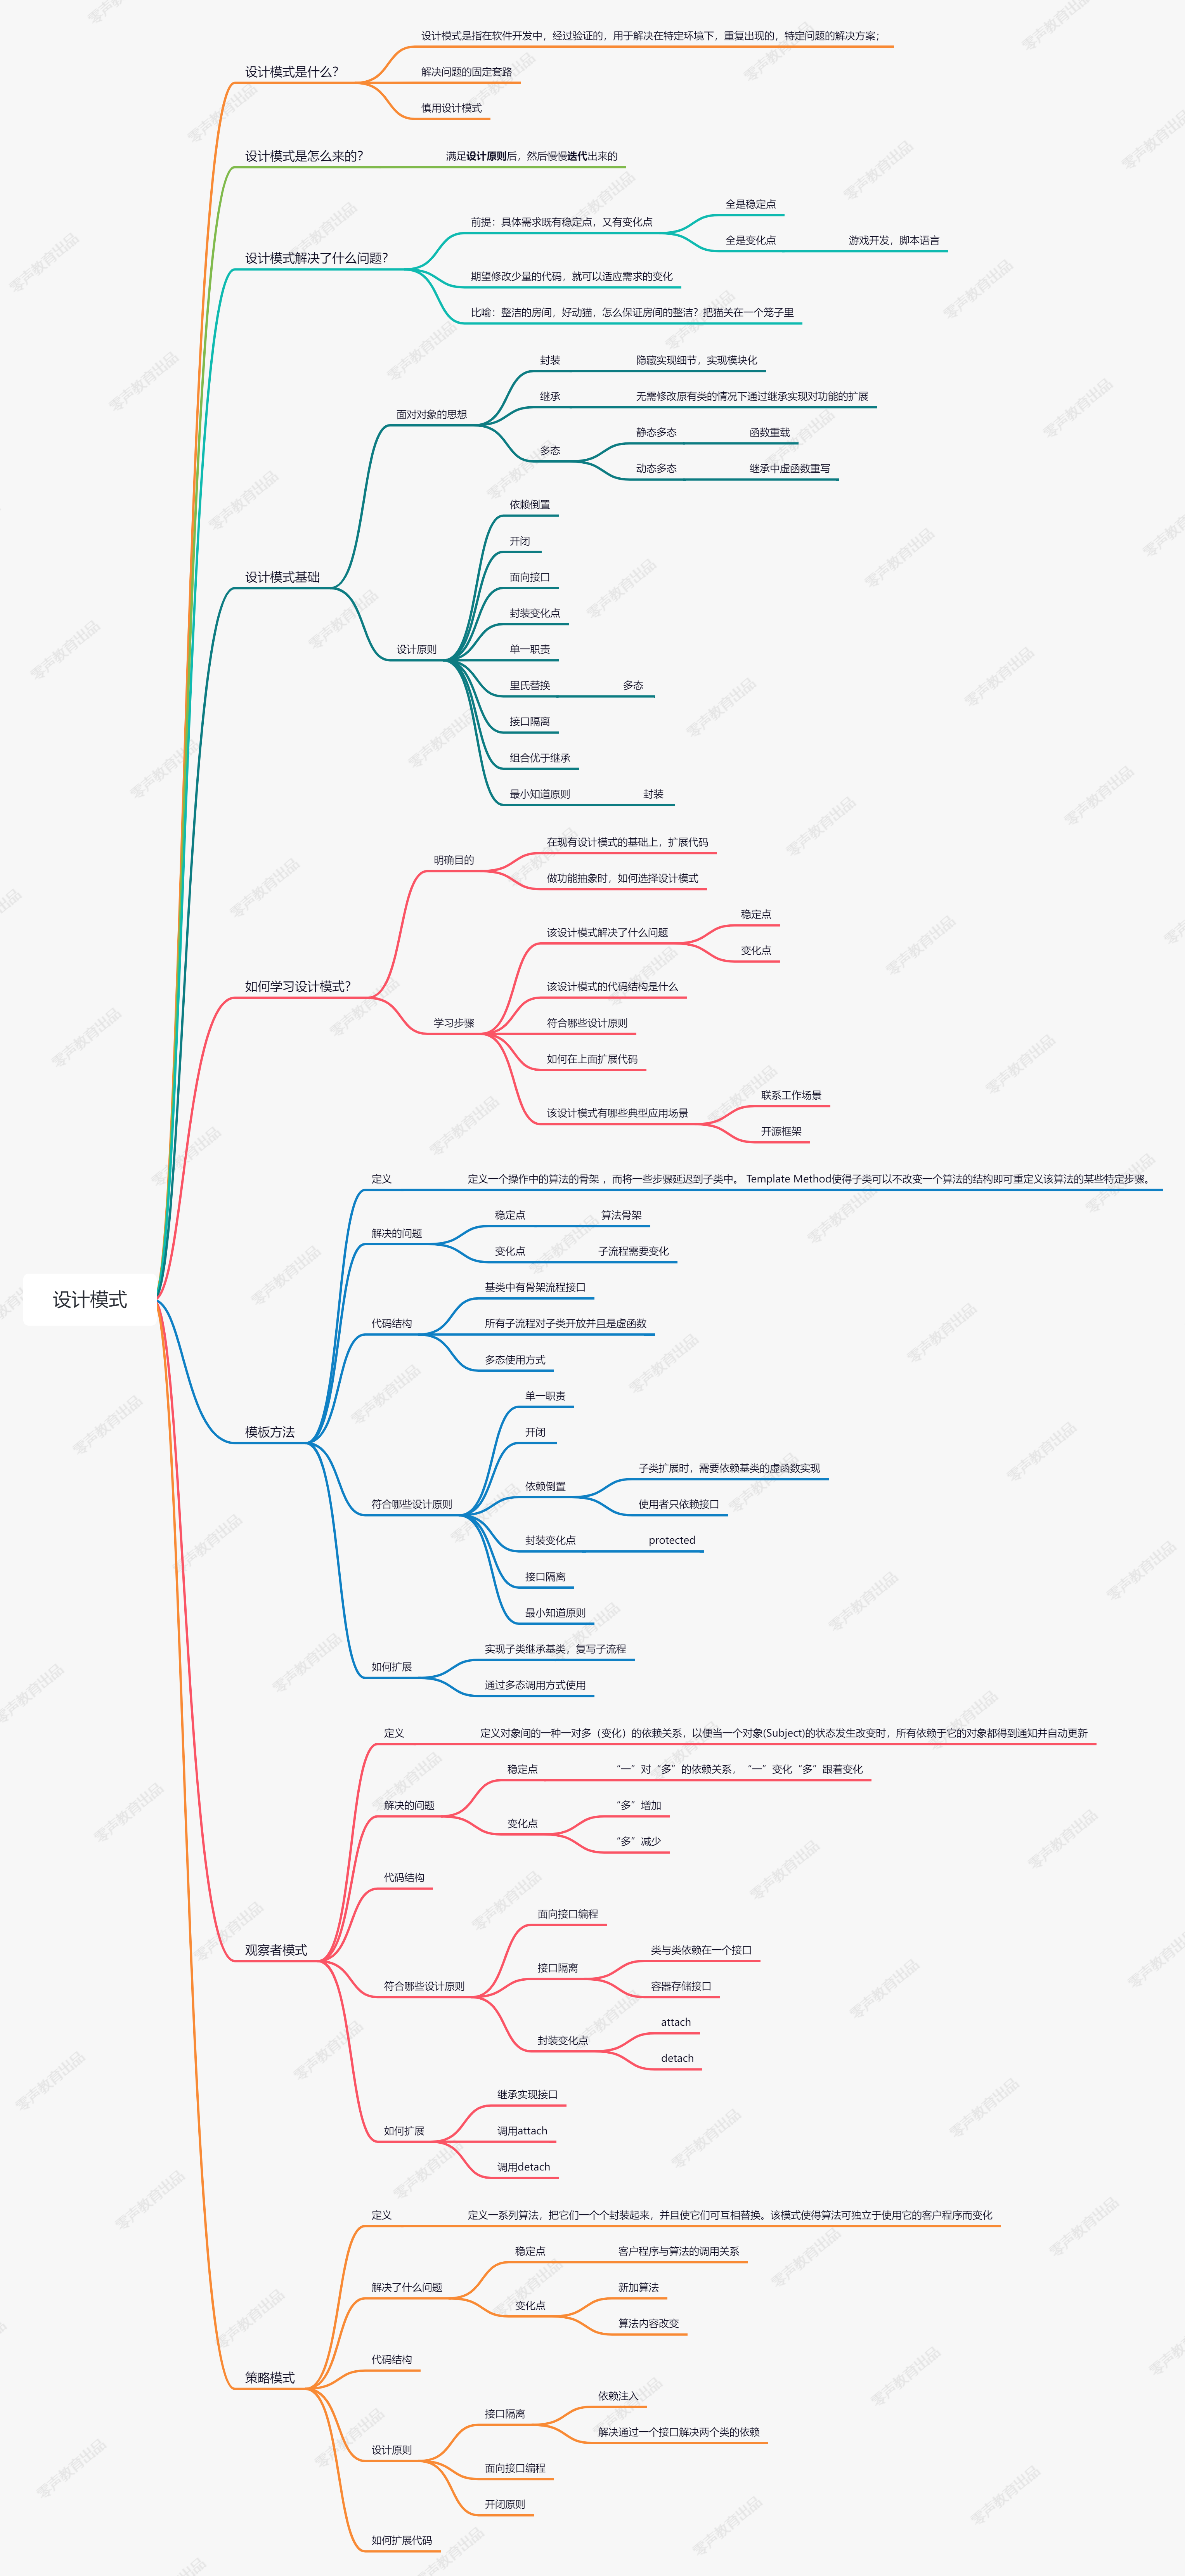 设计模式
设计模式是什么？
设计模式是指在软件开发中，经过验证的，用于解决在特定环境下，重复出现的，特定问题的解决方案；
解决问题的固定套路
慎用设计模式
设计模式是怎么来的？
满足设计原则后，然后慢慢迭代出来的
设计模式解决了什么问题？
前提：具体需求既有稳定点，又有变化点
全是稳定点
全是变化点
游戏开发，脚本语言
期望修改少量的代码，就可以适应需求的变化
比喻：整洁的房间，好动猫，怎么保证房间的整洁？把猫关在一个笼子里
设计模式基础
面对对象的思想
封装
隐藏实现细节，实现模块化
继承
无需修改原有类的情况下通过继承实现对功能的扩展
多态
静态多态
函数重载
动态多态
继承中虚函数重写
设计原则
依赖倒置
开闭
面向接口
封装变化点
单一职责
里氏替换
多态
接口隔离
组合优于继承
最小知道原则
封装
如何学习设计模式？
明确目的
在现有设计模式的基础上，扩展代码
做功能抽象时，如何选择设计模式
学习步骤
该设计模式解决了什么问题
稳定点
变化点
该设计模式的代码结构是什么
符合哪些设计原则
如何在上面扩展代码
该设计模式有哪些典型应用场景
联系工作场景
开源框架
模板方法
定义
定义一个操作中的算法的骨架 ，而将一些步骤延迟到子类中。 Template Method使得子类可以不改变一个算法的结构即可重定义该算法的某些特定步骤。
解决的问题
稳定点
算法骨架
变化点
子流程需要变化
代码结构
基类中有骨架流程接口
所有子流程对子类开放并且是虚函数
多态使用方式
符合哪些设计原则
单一职责
开闭
依赖倒置
子类扩展时，需要依赖基类的虚函数实现
使用者只依赖接口
封装变化点
protected
接口隔离
最小知道原则
如何扩展
实现子类继承基类，复写子流程
通过多态调用方式使用
观察者模式
定义
定义对象间的一种一对多（变化）的依赖关系，以便当一个对象(Subject)的状态发生改变时，所有依赖于它的对象都得到通知并自动更新
解决的问题
稳定点
“一”对“多”的依赖关系，“一”变化“多”跟着变化
变化点
“多”增加
“多”减少
代码结构
符合哪些设计原则
面向接口编程
接口隔离
类与类依赖在一个接口
容器存储接口
封装变化点
attach
detach
如何扩展
继承实现接口
调用attach
调用detach
策略模式
定义
定义一系列算法，把它们一个个封装起来，并且使它们可互相替换。该模式使得算法可独立于使用它的客户程序而变化
解决了什么问题
稳定点
客户程序与算法的调用关系
变化点
新加算法
算法内容改变
代码结构
设计原则
接口隔离
依赖注入
解决通过一个接口解决两个类的依赖
面向接口编程
开闭原则
如何扩展代码
零声教育出品